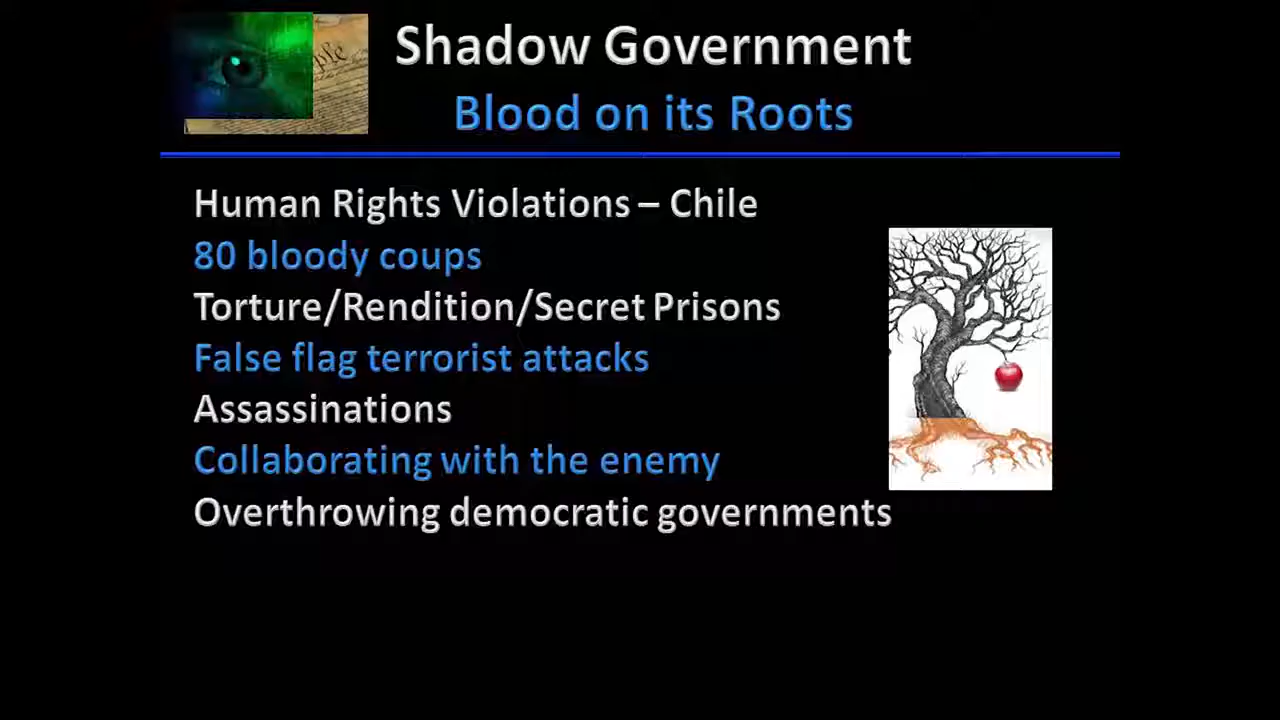 Shadow Government
Blood on its Roots
Human Rights Violations – Chile
80 bloody coups
Torture/Rendition/Secret Prisons
False flag terrorist attacks
Assassinations
Collaborating with the enemy
Overthrowing democratic governments